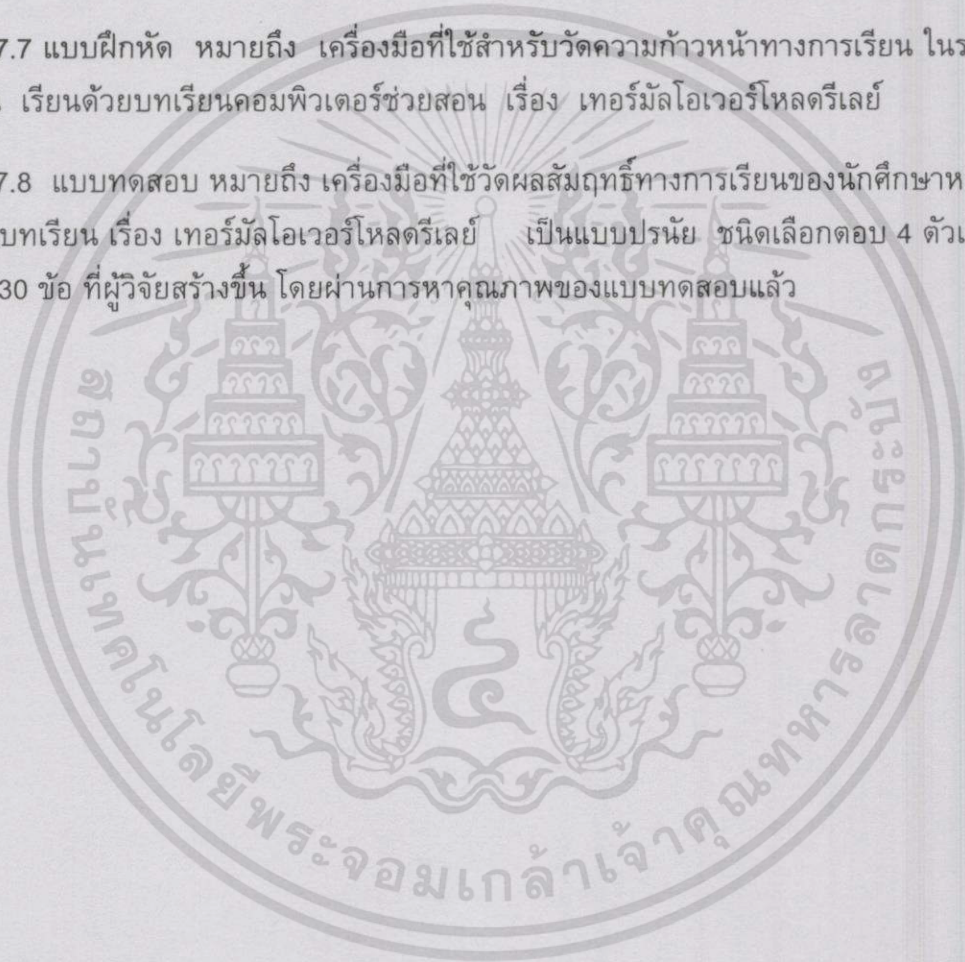 7.7 แบบฝึกหัด หมายถึง เครื่องมือที่ใช้สำหรับวัดความก้าวหน้าทางการเรียน ในร
เรียนด้วยบทเรียนคอมพิวเตอร์ช่วยสอน เรื่อง เทอร์มัลโอเวอร์โหลดรีเลย์
7.8 แบบทดสอบ หมายถึง เครื่องมือที่ใช้วัดผลสัมฤทธิ์ทางการเรียนของนักศึกษาห
บทเรียน เรื่อง เทอร์มัลโอเวอร์โหลดรีเลย์ เป็นแบบปรนัย ชนิดเลือกตอบ 4 ตัวเ
30 ข้อ ที่ผู้วิจัยสร้างขึ้น โดยผ่านการหาคุณภาพของแบบทดสอบแล้ว
สถาบันเทคโนโลยีพระจอมเกล้าเจ้าคุณทหารลาดกระบัง